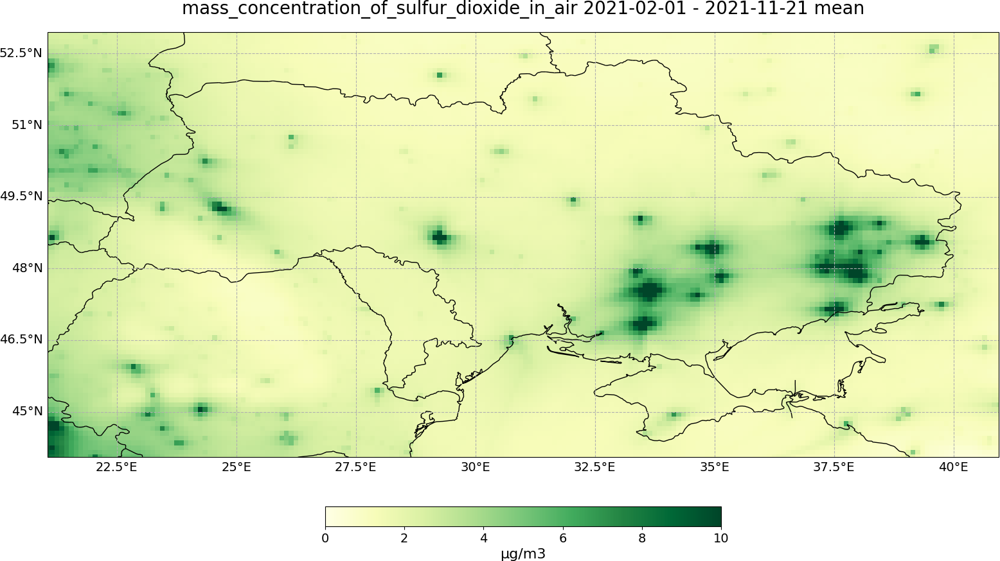 mass_concentration_of_sulfur_dioxide_in_air 2021-02-01 - 2021-11-21 mean
52.5°N
51°N
49.5°N
48°N
46.5°N
45°N
22.5°E 25°E 27.5°E 30°E 32.5°E 35°E 37.5°E 40°E
0 2 4 6 8 10
µg/m3